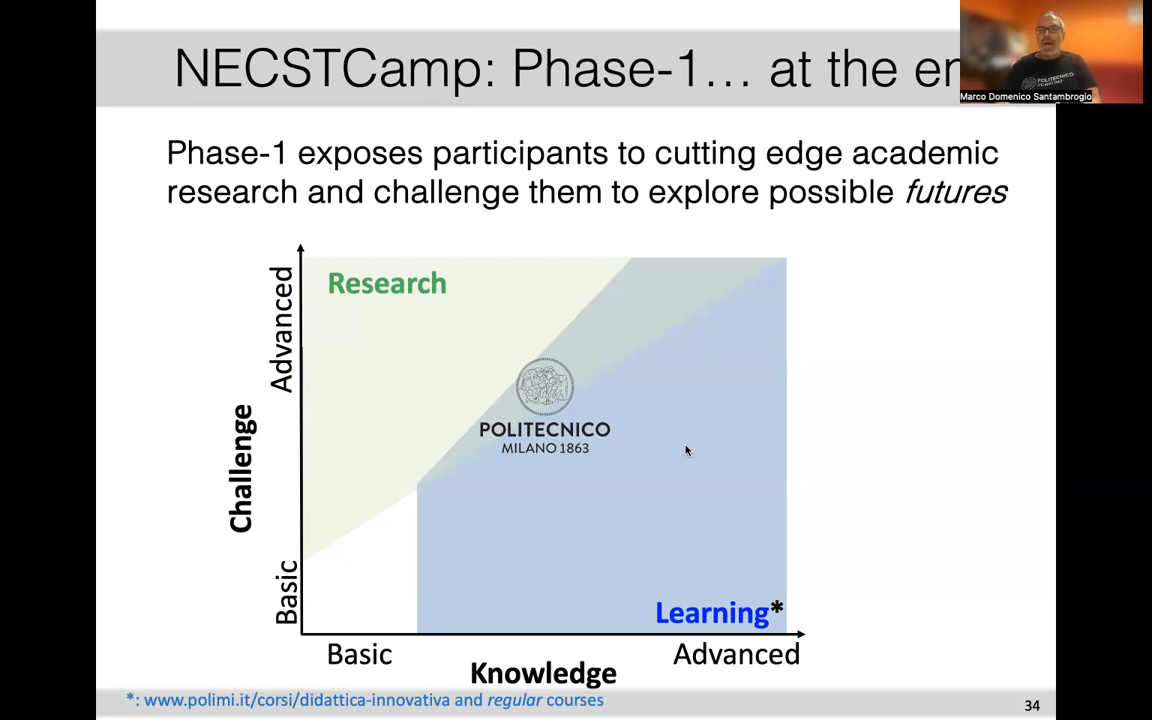 NECSTCamp: Phase-1… at the en
POLITECNICO
Marco Domenico Santambrogio
Phase-1 exposes participants to cutting edge academic
research and challenge them to explore possible futures
Advanced
Research
Challenge
POLITECNICO
MILANO 1863
Basic
Learning*
Basic
Advanced
Knowledge
*: www.polimi.it/corsi/didattica-innovativa and regular courses
34